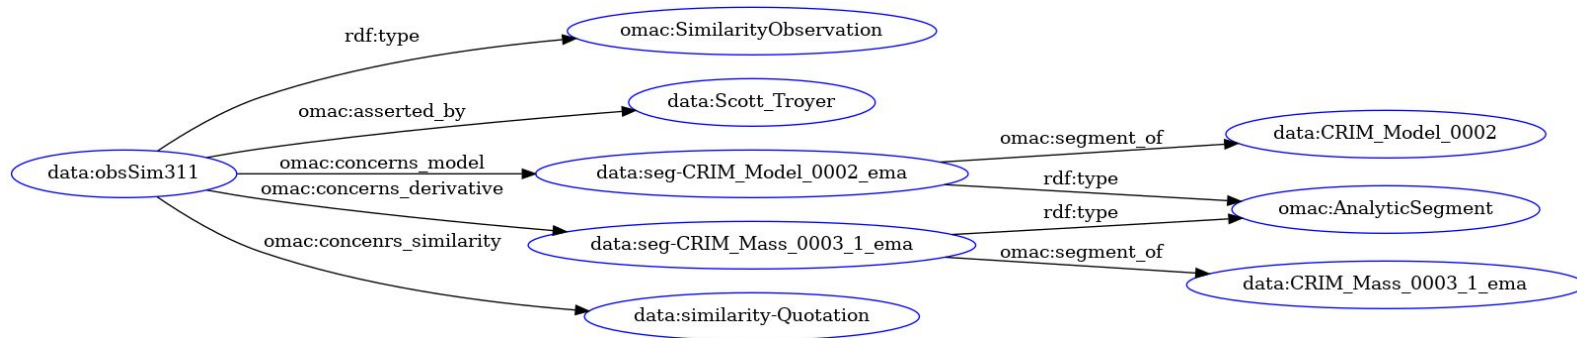 rdf:type
omac:SimilarityObservation
omac:asserted_by
data:Scott_Troyer
data:obsSim311
omac:concerns_model
omac:concerns_derivative
omac:concenrs_similarity
data:seg-CRIM_Model_0002_ema
data:seg-CRIM_Mass_0003_1_ema
data:similarity-Quotation
omac:segment_of
data:CRIM_Model_0002
rdf:type
rdf:type
omac:AnalyticSegment
omac:segment_of
data:CRIM_Mass_0003_1_ema